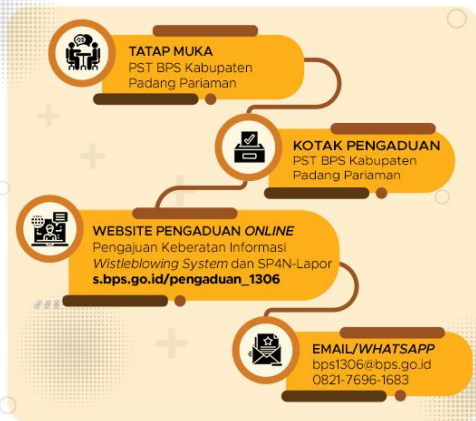 TATAP MUKA
PST BPS Kabupaten
Padang Pariaman
KOTAK PENGADUAN
PST BPS Kabupaten
Padang Pariaman
WEBSITE PENGADUAN ONLINE
Pengajuan Keberatan Informasi
Wistleblowing System dan SP4N-Lapor
s.bps.go.id/pengaduan_1306
EMAIL/WHATSAPP
bps1306@bps.go.id
0821-7696-1683